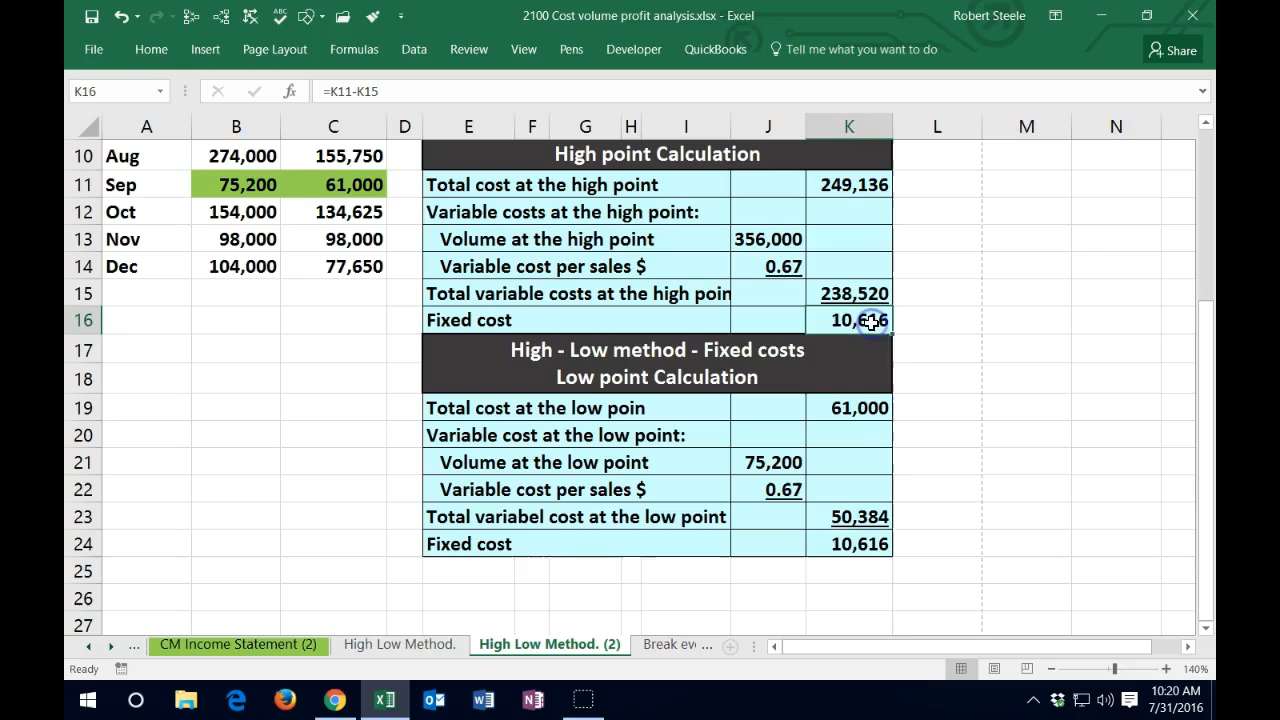 2100 Cost volume profit analysis.xlsx - Excel
Robert Steele
File Home Insert Page Layout Formulas Data Review View Pens Developer QuickBooks Tell me what you want to do Share
K16 fx =K11-K15
A B C D E F G H I J K L M N
10 Aug 274,000 155,750 High point Calculation
11 Sep 75,200 61,000 Total cost at the high point 249,136
12 Oct 154,000 134,625 Variable costs at the high point:
13 Nov 98,000 98,000 Volume at the high point 356,000
14 Dec 104,000 77,650 Variable cost per sales $ 0.67
15 Total variable costs at the high poin 238,520
16 Fixed cost 10,616
17 High - Low method - Fixed costs
18 Low point Calculation
19 Total cost at the low poin 61,000
20 Variable cost at the low point:
21 Volume at the low point 75,200
22 Variable cost per sales $ 0.67
23 Total variabel cost at the low point 50,384
24 Fixed cost 10,616
25
26
27
... CM Income Statement (2) High Low Method. High Low Method. (2) Break eve ...
Ready 140%
10:20 AM
7/31/2016